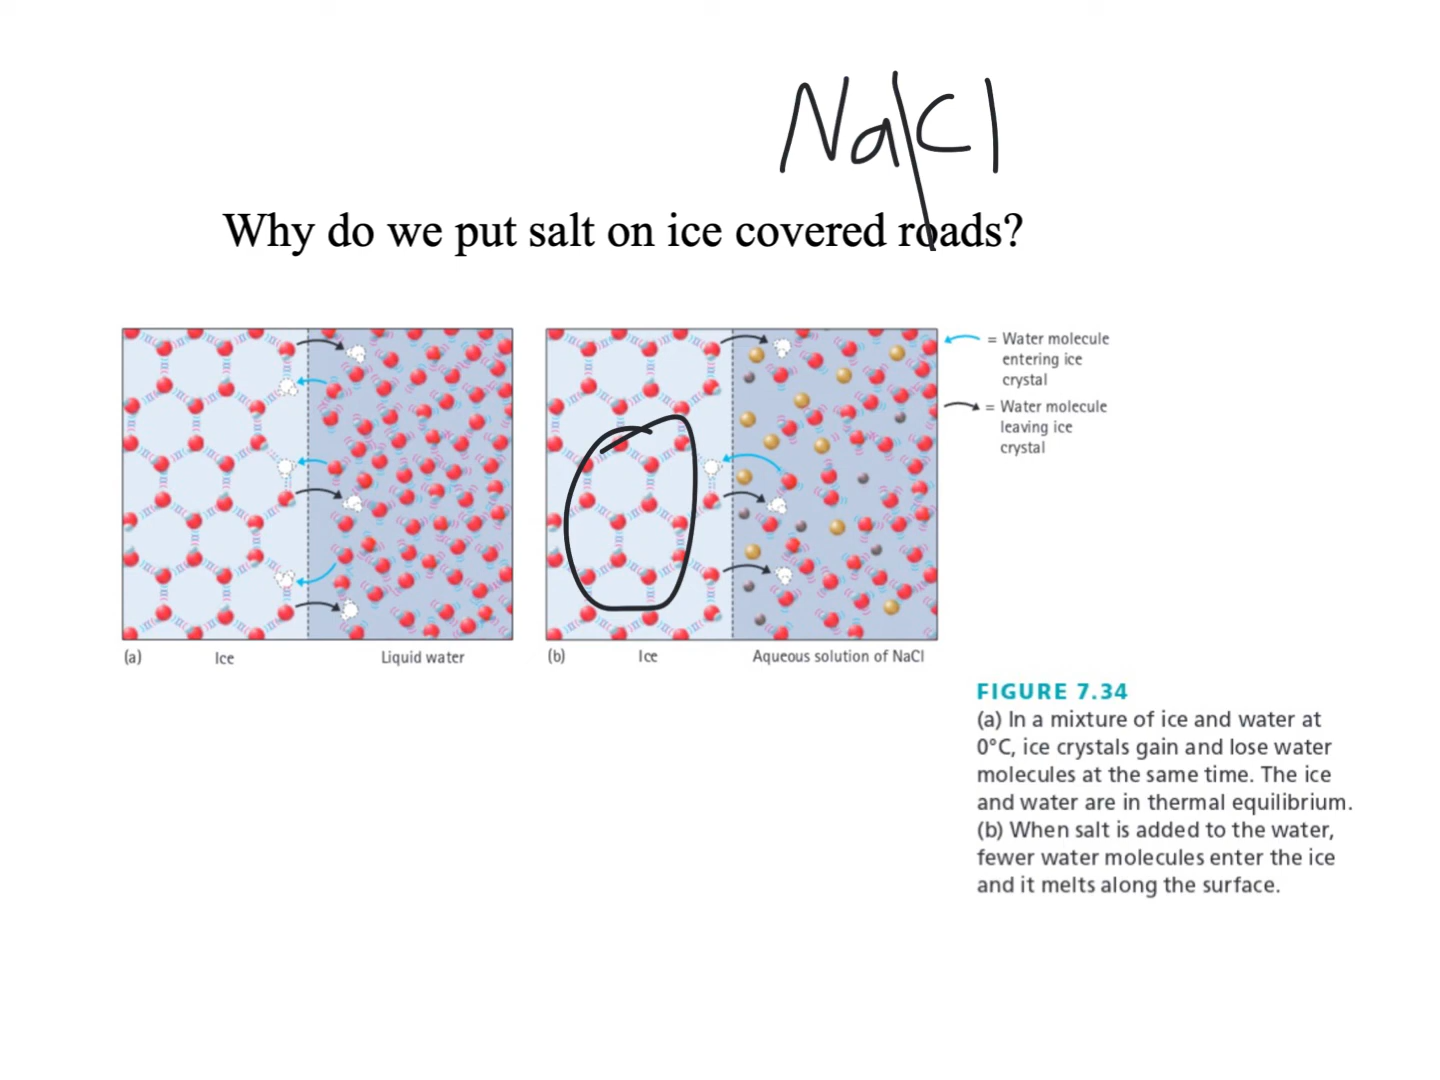 NaCl
Why do we put salt on ice covered roads?
= Water molecule
entering ice
crystal
= Water molecule
leaving ice
crystal
(a) Ice Liquid water
(b) Ice Aqueous solution of NaCl
FIGURE 7.34
(a) In a mixture of ice and water at
0°C, ice crystals gain and lose water
molecules at the same time. The ice
and water are in thermal equilibrium.
(b) When salt is added to the water,
fewer water molecules enter the ice
and it melts along the surface.